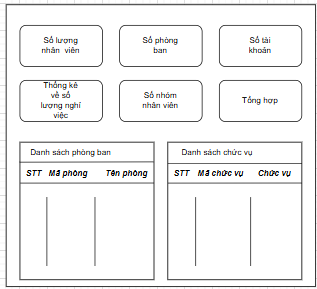 Số lượng
nhân viên
Số phòng
ban
Số tài
khoản
Thống kê
về số
lượng nghỉ
việc
Số nhóm
nhân viên
Tổng hợp
Danh sách phòng ban
STT Mã phòng Tên phòng
Danh sách chức vụ
STT Mã chức vụ Chức vụ